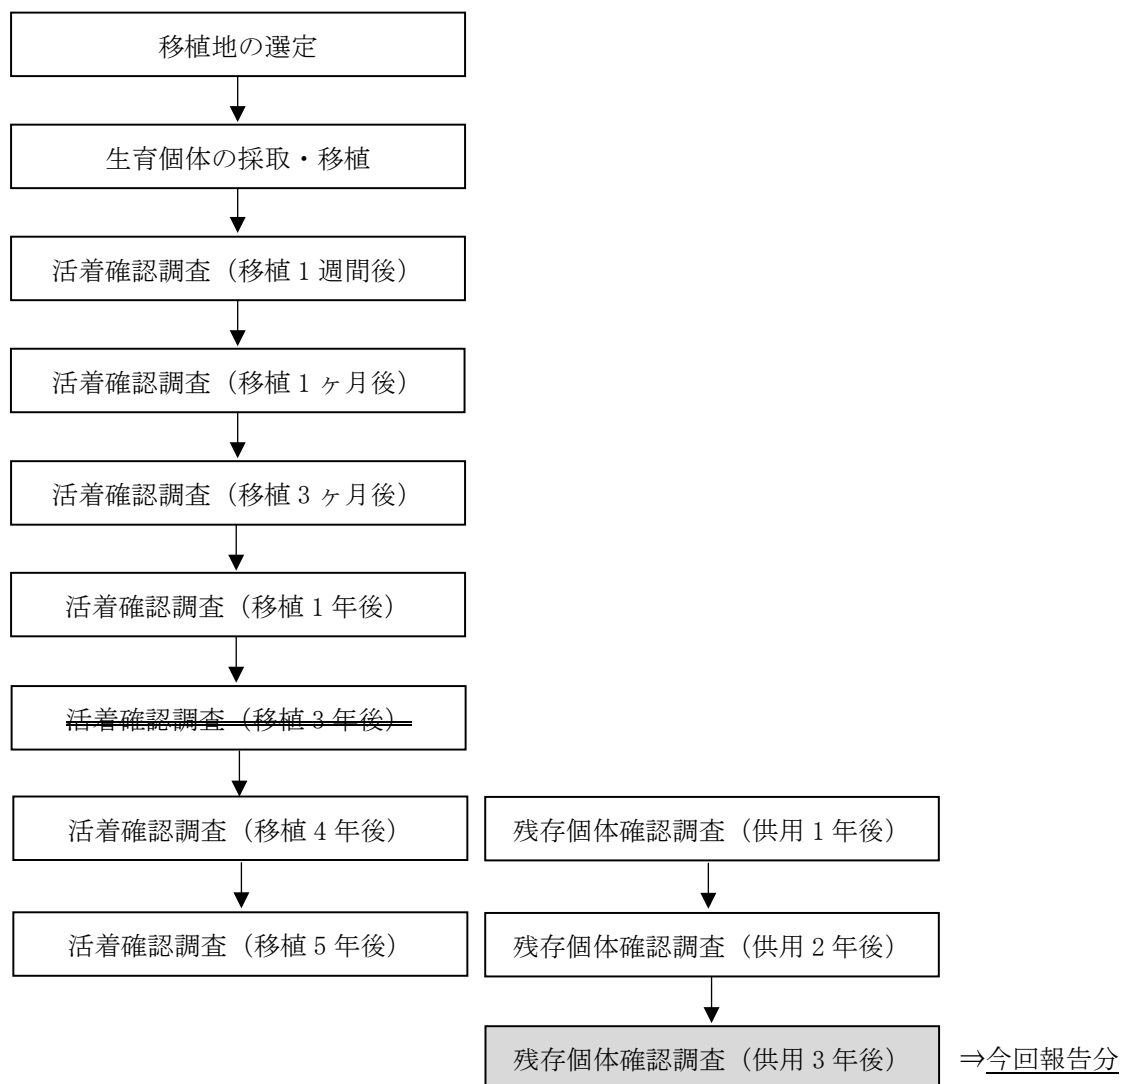 移植地の選定
生育個体の採取・移植
活着確認調査（移植 1 週間後）
活着確認調査（移植 1 ヶ月後）
活着確認調査（移植 3 ヶ月後）
活着確認調査（移植 1 年後）
活着確認調査（移植 3 年後）
活着確認調査（移植 4 年後）
残存個体確認調査（供用 1 年後）
活着確認調査（移植 5 年後）
残存個体確認調査（供用 2 年後）
残存個体確認調査（供用 3 年後）
⇒今回報告分